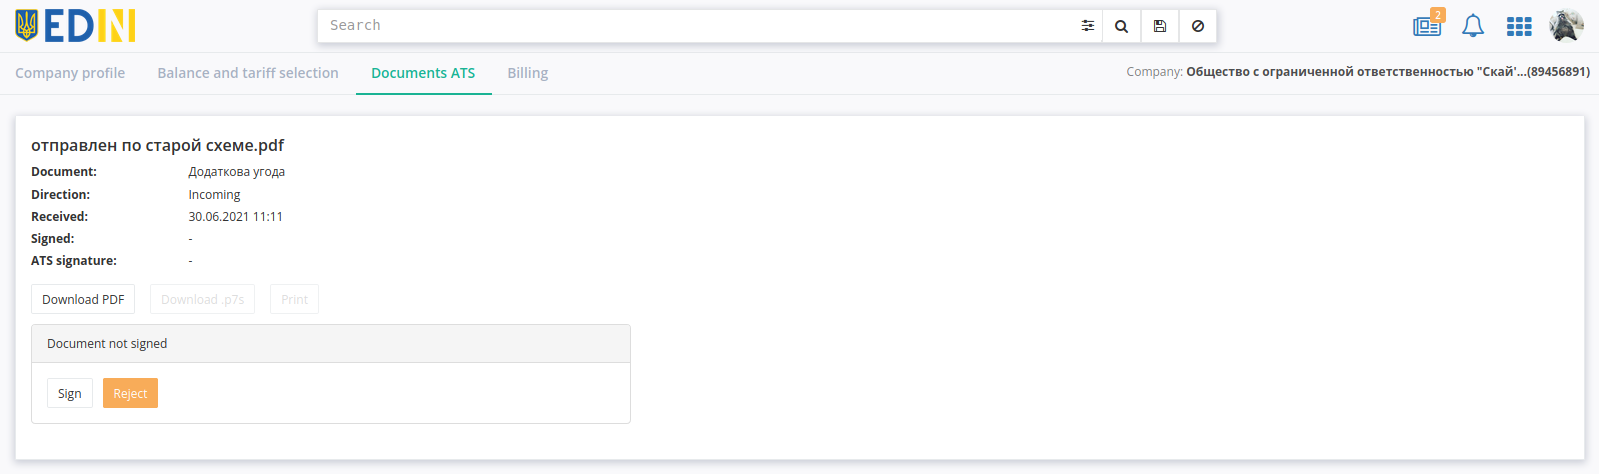 EDIN
Search
2
Company profile
Balance and tariff selection
Documents ATS
Billing
Company: Общество с ограниченной ответственностью "Скай'...(89456891)
отправлен по старой схеме.pdf
Document: Додаткова угода
Direction: Incoming
Received: 30.06.2021 11:11
Signed: -
ATS signature: -
Download PDF
Download .p7s
Print
Document not signed
Sign
Reject